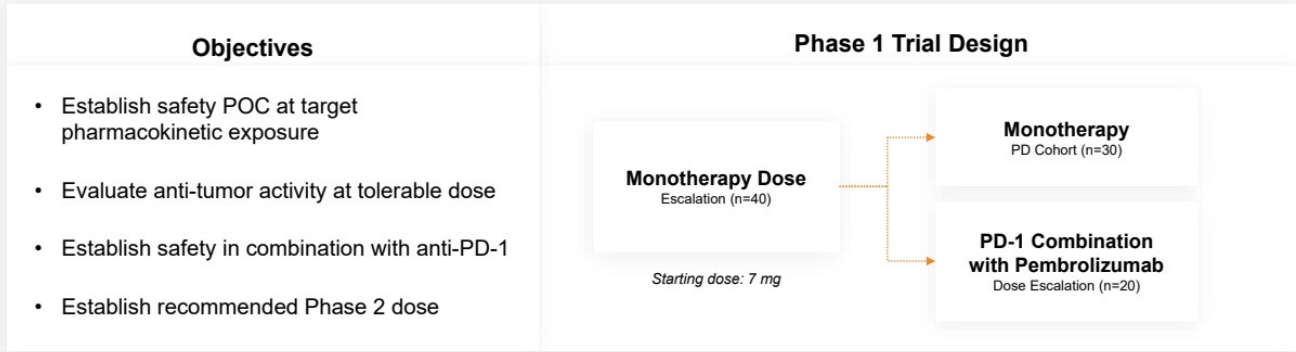 Objectives
• Establish safety POC at target
pharmacokinetic exposure
• Evaluate anti-tumor activity at tolerable dose
• Establish safety in combination with anti-PD-1
• Establish recommended Phase 2 dose
Phase 1 Trial Design
Monotherapy Dose
Escalation (n=40)
Starting dose: 7 mg
Monotherapy
PD Cohort (n=30)
PD-1 Combination
with Pembrolizumab
Dose Escalation (n=20)